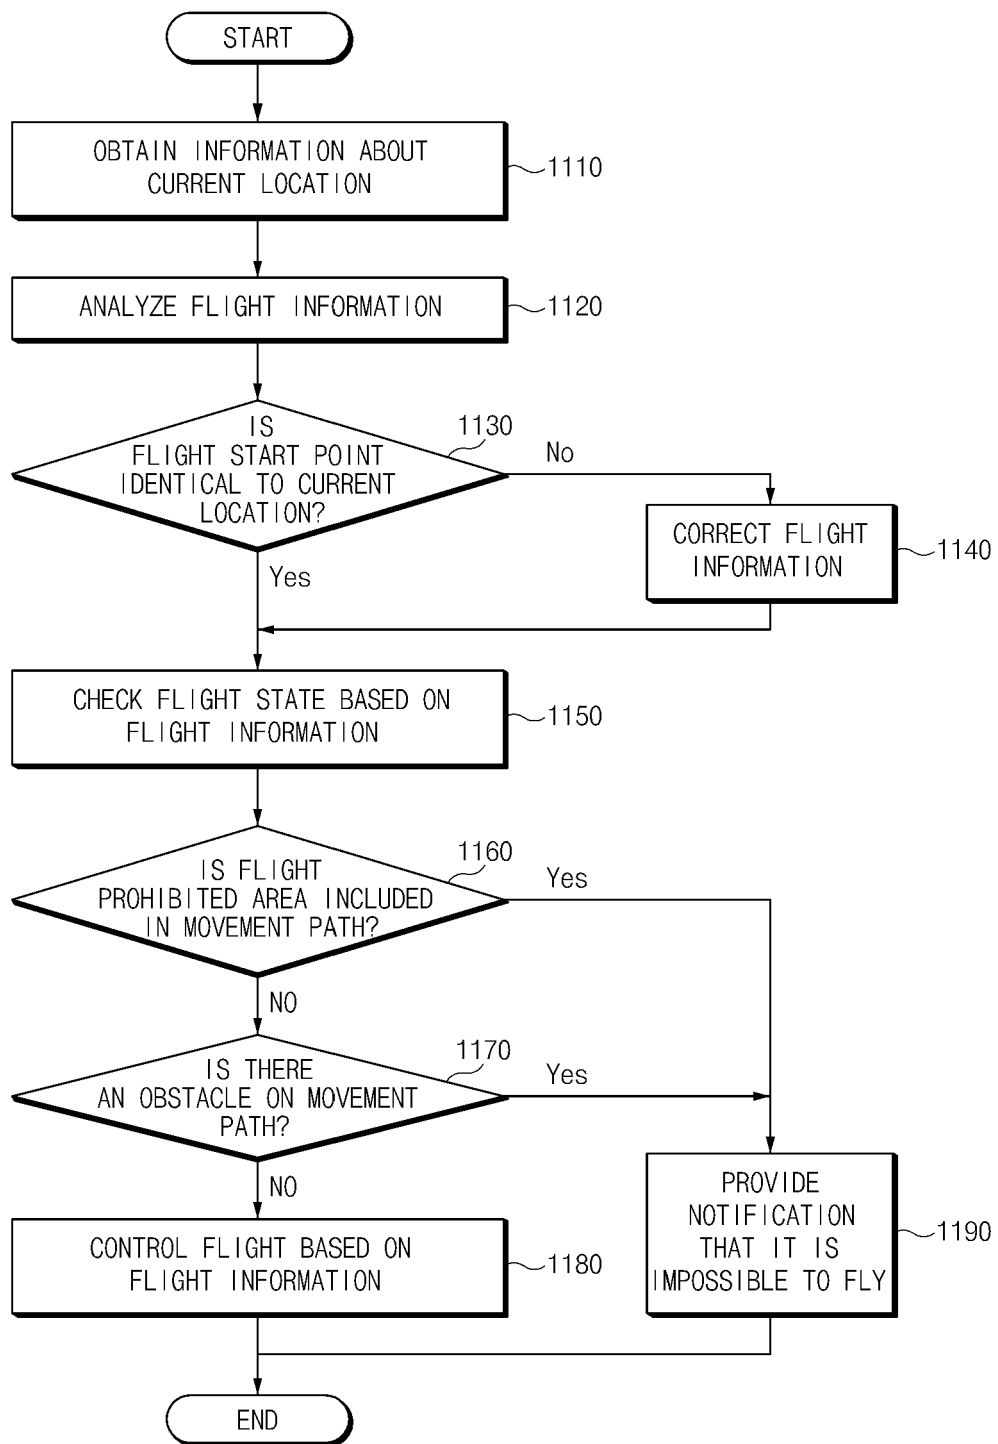 START
OBTAIN INFORMATION ABOUT
CURRENT LOCATION
1110
ANALYZE FLIGHT INFORMATION
1120
IS
FLIGHT START POINT
IDENTICAL TO CURRENT
LOCATION?
1130
No
Yes
CORRECT FLIGHT
INFORMATION
1140
CHECK FLIGHT STATE BASED ON
FLIGHT INFORMATION
1150
IS FLIGHT
PROHIBITED AREA INCLUDED
IN MOVEMENT PATH?
1160
Yes
NO
IS THERE
AN OBSTACLE ON MOVEMENT
PATH?
1170
Yes
NO
CONTROL FLIGHT BASED ON
FLIGHT INFORMATION
1180
PROVIDE
NOTIFICATION
THAT IT IS
IMPOSSIBLE TO FLY
1190
END